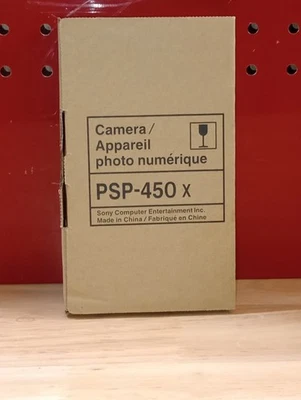 Camera/
Appareil
photo numérique
PSP-450 x
Sony Computer Entertainment Inc.
Made in China / Fabriqué en Chine